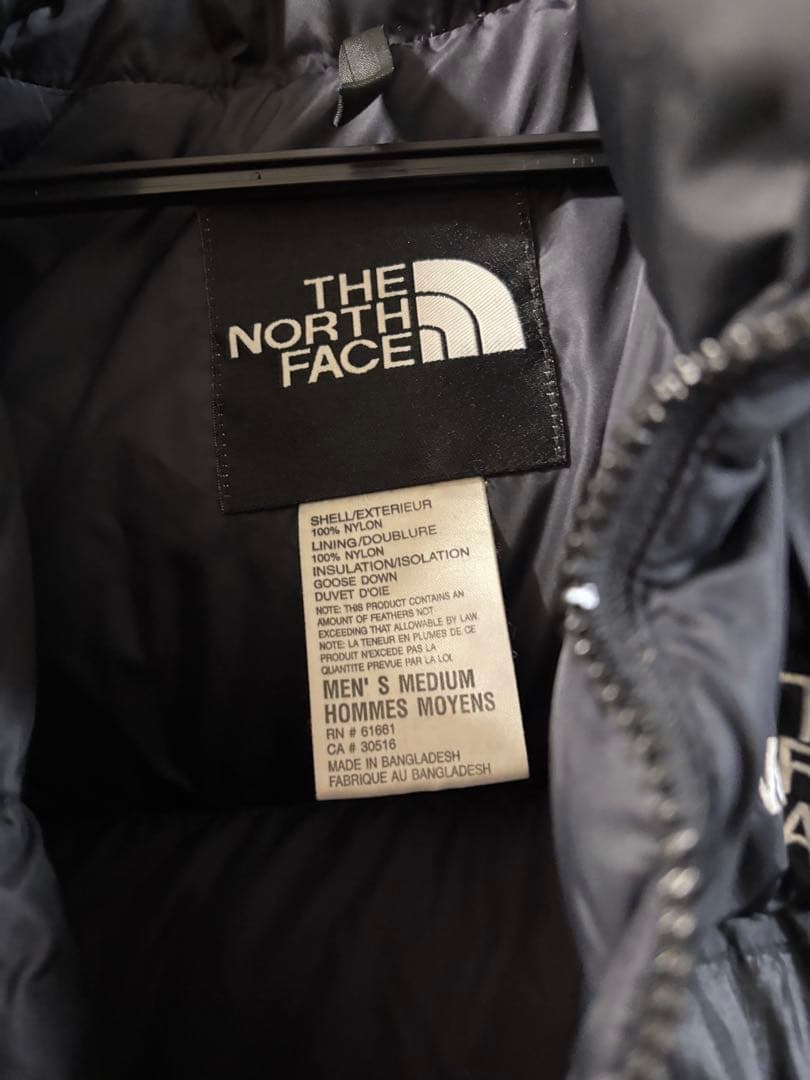 THE
NORTH
FACE
SHELL/EXTERIEUR
100% NYLON
LINING/DOUBLURE
100% NYLON
INSULATION/ISOLATION
GOOSE DOWN
DUVET D'OIE
NOTE: THIS PRODUCT CONTAINS AN
AMOUNT OF FEATHERS NOT
EXCEEDING THAT ALLOWABLE BY LAW.
NOTE: LA TENEUR EN PLUMES DE CE
PRODUIT N'EXCEDE PAS LA
QUANTITE PREVUE PAR LA LOI.
MEN' S MEDIUM
HOMMES MOYENS
RN # 61661
CA # 30516
MADE IN BANGLADESH
FABRIQUE AU BANGLADESH